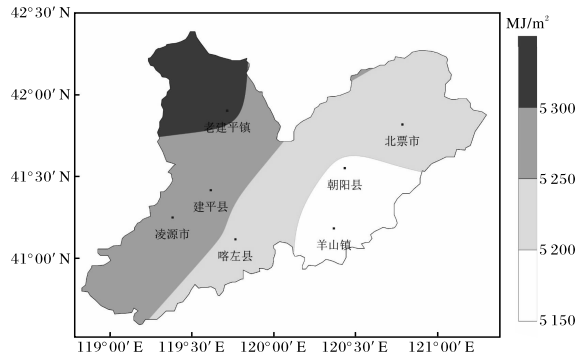 MJ/m²
42°30′ N
5 300
42°00′ N
老建平镇
北票市
41°30′ N
朝阳县
5 250
建平县
凌源市
羊山镇
喀左县
41°00′ N
5 200
5 150
119°00′ E
119°30′ E
120°00′ E
120°30′ E
121°00′ E